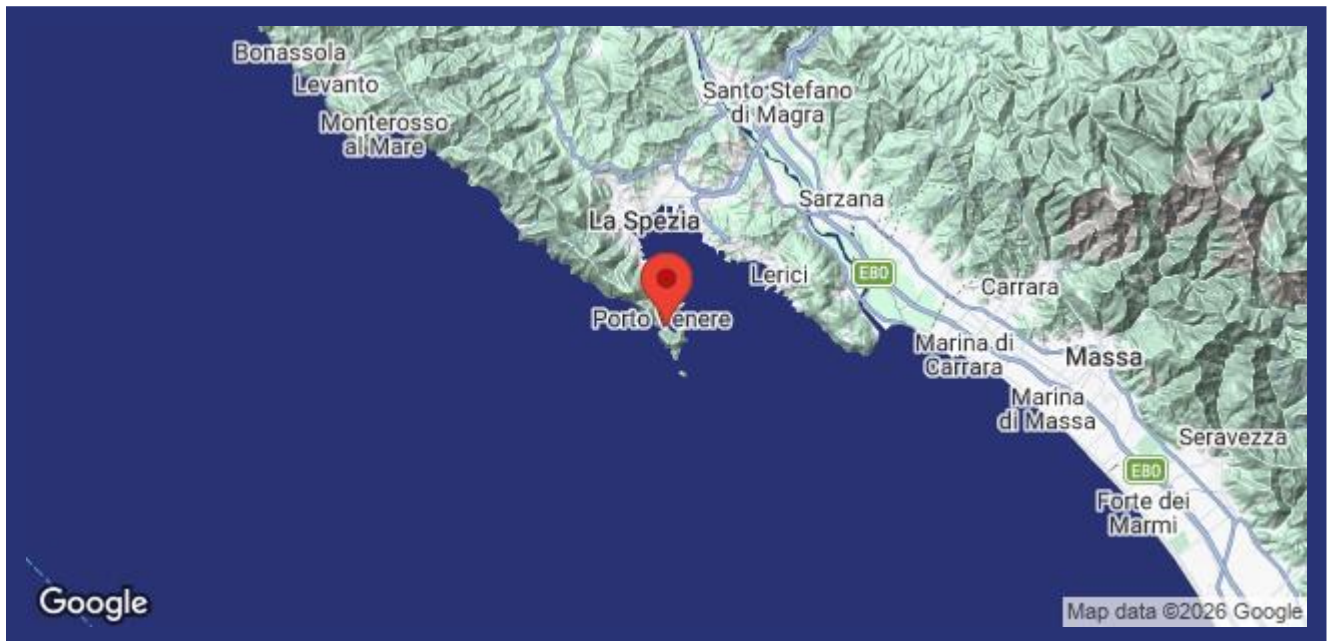 Bonassola
Levanto
Monterosso
al Mare
Santo Stefano
di Magra
Sarzana
La Spezia
Lerici
E80
Carrara
Porto Venere
Marina di
Carrara
Massa
Marina
di Massa
Seravezza
E80
Forte dei
Marmi
Google
Map data ©2026 Google